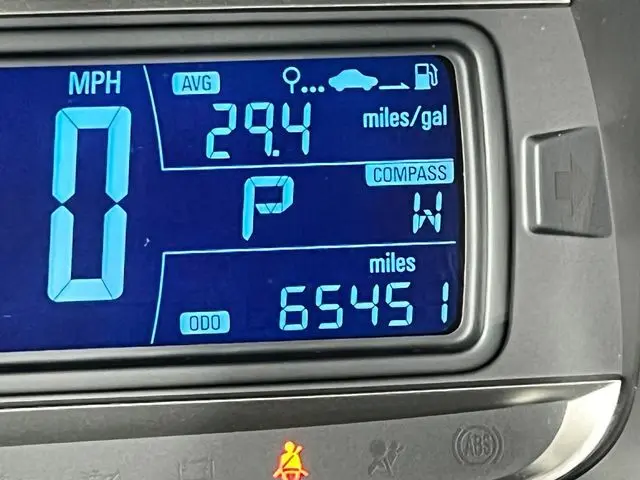 MPH
0
AVG
29.4 miles/gal
P
COMPASS
W
miles
ODO 65451
ABS